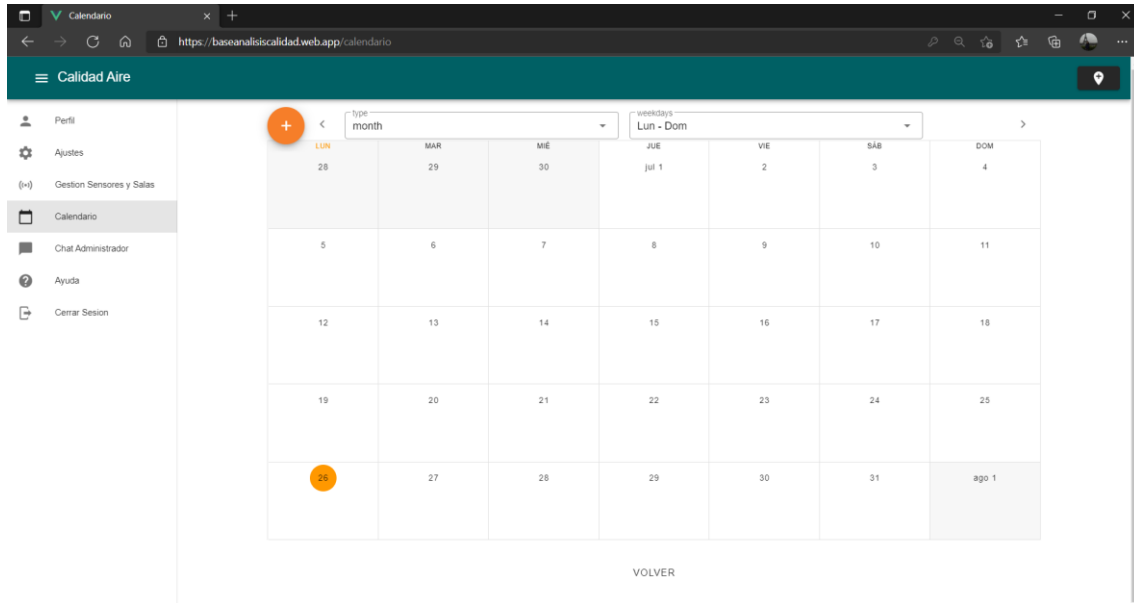 Calendario
https://baseanalisiscalidad.web.app/calendario
Calidad Aire
Perfil
Ajustes
Gestion Sensores y Salas
Calendario
Chat Administrador
Ayuda
Cerrar Sesion
type
month
weekdays
Lun - Dom
LUN MAR MIÉ JUE VIE SÁB DOM
28 29 30 jul 1 2 3 4
5 6 7 8 9 10 11
12 13 14 15 16 17 18
19 20 21 22 23 24 25
26 27 28 29 30 31 ago 1
VOLVER